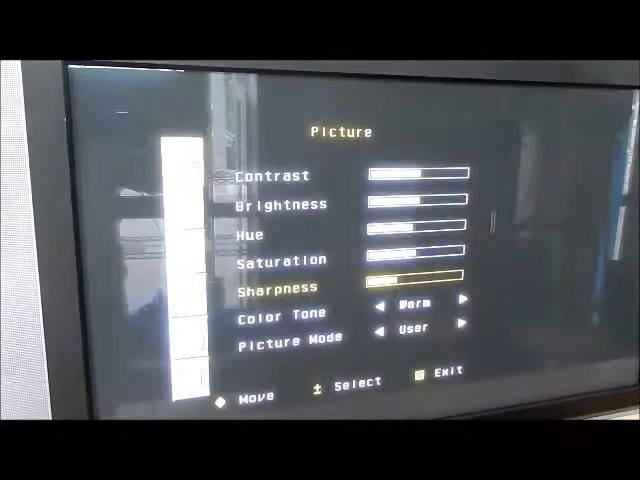 Picture
Contrast
Brightness
Hue
Saturation
Sharpness
Color Tone ◀ Warm ▶
Picture Mode ◀ User ▶
◆ Move ± Select Exit